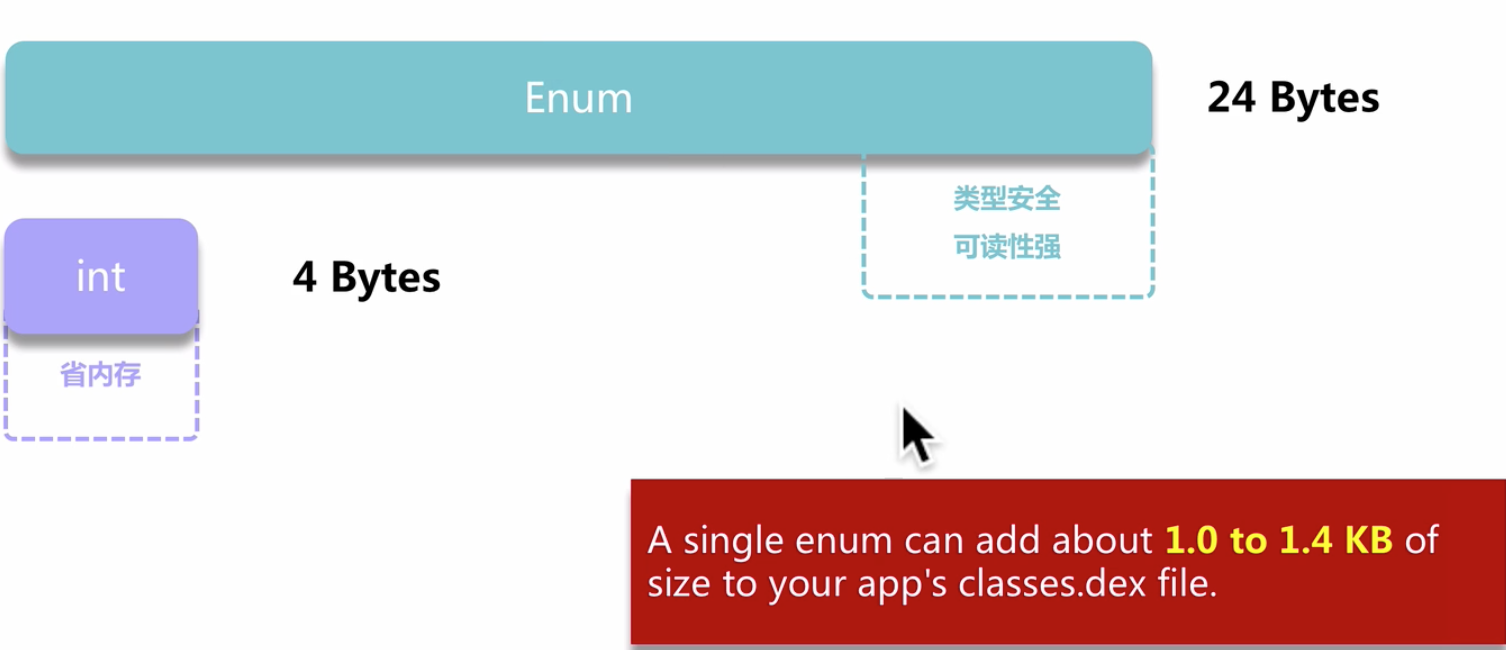 Enum
24 Bytes
类型安全
可读性强
int
4 Bytes
省内存
A single enum can add about 1.0 to 1.4 KB of
size to your app's classes.dex file.